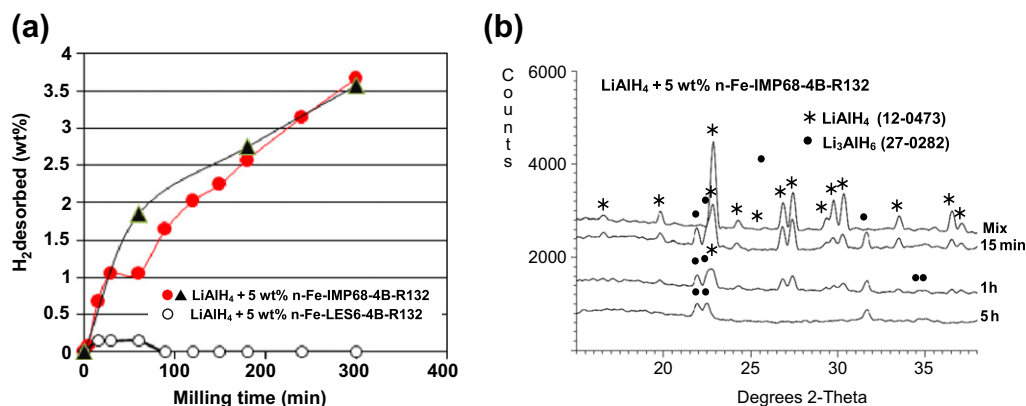 (a)
4
3.5
3
2.5
2
1.5
1
0.5
0
H₂desorbed (wt%)
LiAlH₄ + 5 wt% n-Fe-IMP68-4B-R132
LiAlH₄ + 5 wt% n-Fe-LES6-4B-R132
0
100
200
300
400
Milling time (min)
(b)
Counts
6000
4000
2000
LiAlH₄ + 5 wt% n-Fe-IMP68-4B-R132
* LiAlH₄ (12-0473)
• Li₃AlH₆ (27-0282)
Mix
15 min
1h
5h
20
25
30
35
Degrees 2-Theta